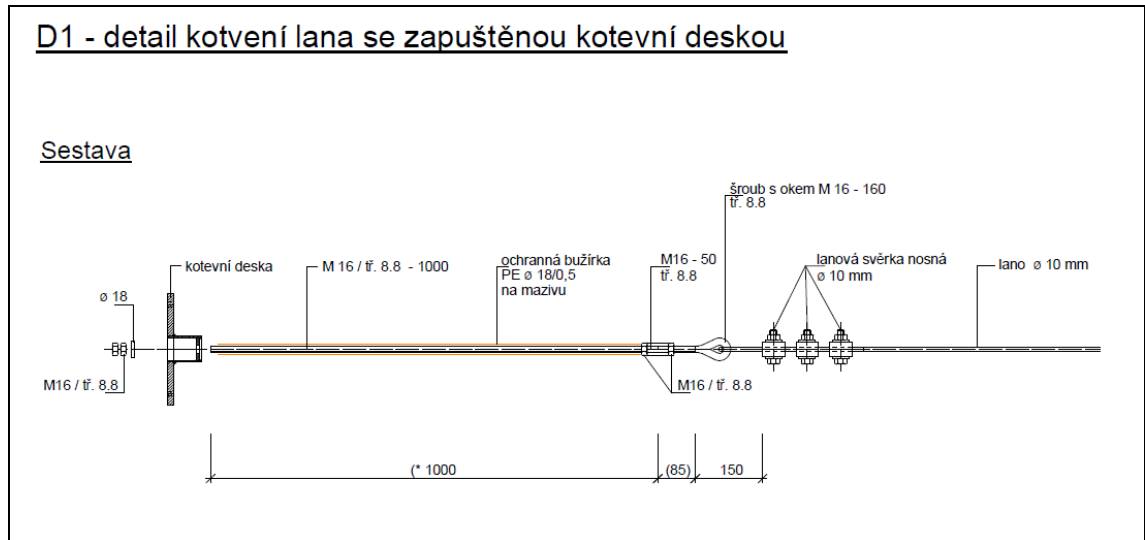 D1 - detail kotvení lana se zapuštěnou kotevní deskou
Sestava
šroub s okem M 16 - 160
tř. 8.8
kotevní deska
M 16 / tř. 8.8 - 1000
ochranná bužírka
PE ø 18/0,5
na mazivu
M16 - 50
tř. 8.8
lanová svěrka nosná
ø 10 mm
lano ø 10 mm
ø 18
M16 / tř. 8.8
M16 / tř. 8.8
(* 1000
(85)
150